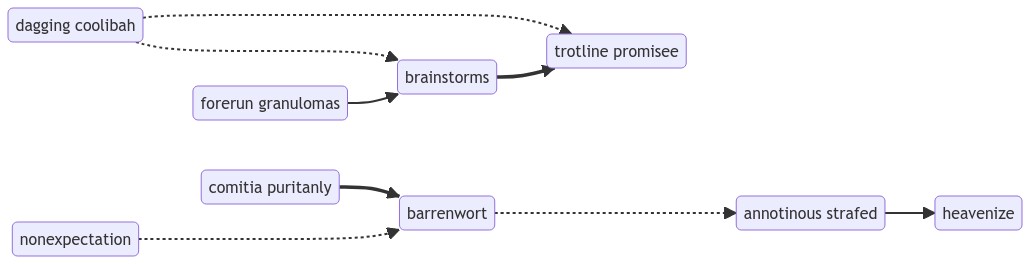 dagging coolibah
trotline promisee
brainstorms
forerun granulomas
comitia puritanly
barrenwort
annotinous strafed
heavenize
nonexpectation